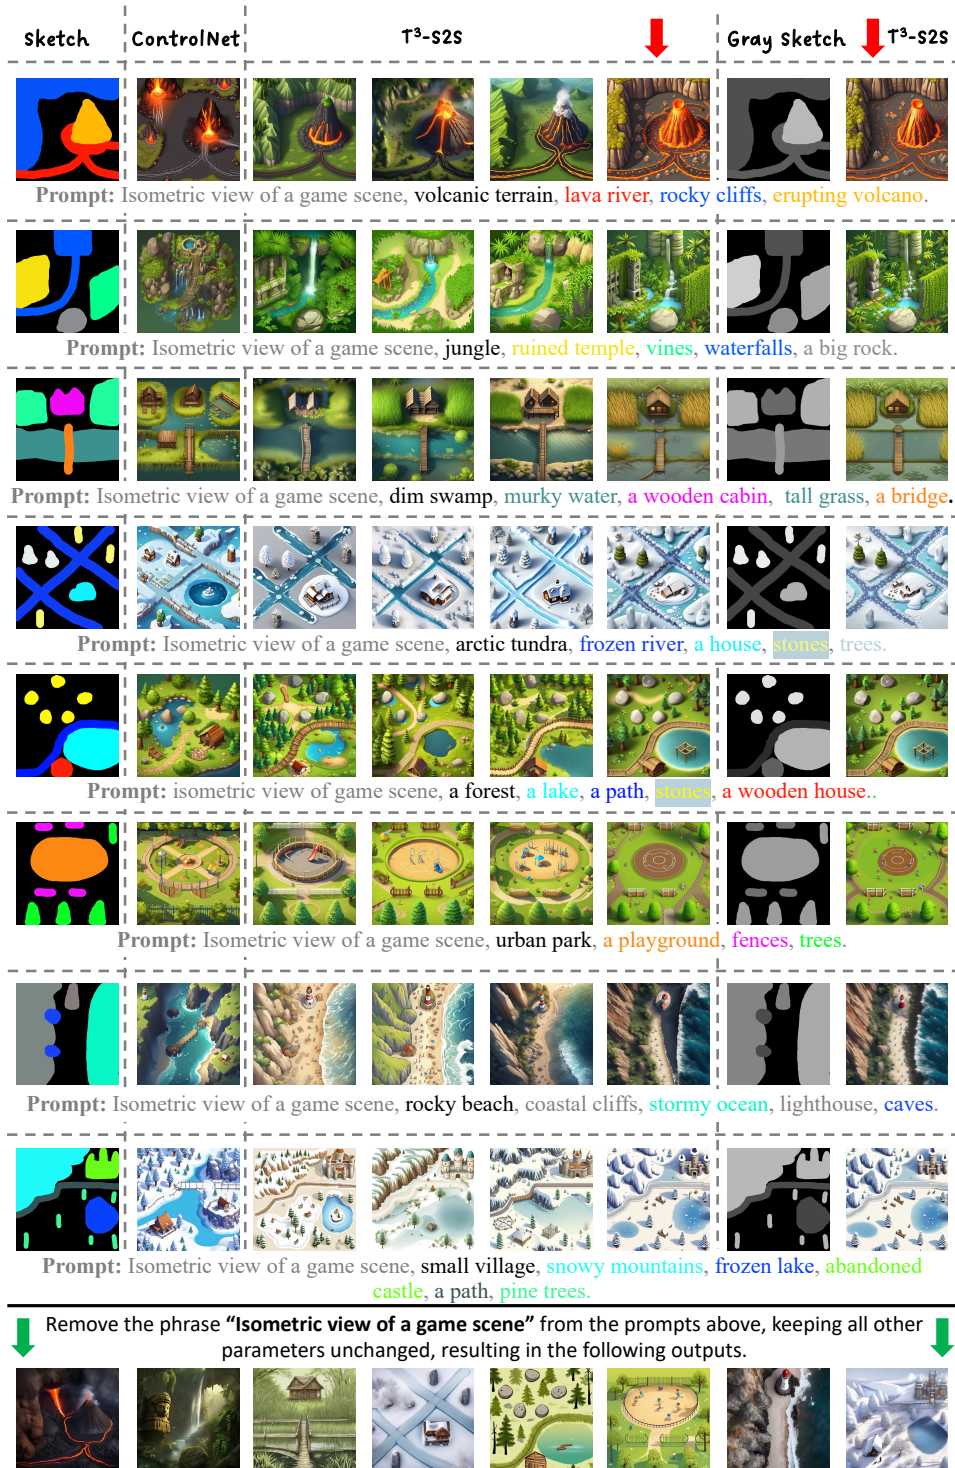 Sketch ControlNet T³-S2S Gray Sketch T³-S2S
Prompt: Isometric view of a game scene, volcanic terrain, lava river, rocky cliffs, erupting volcano.
Prompt: Isometric view of a game scene, jungle, ruined temple, vines, waterfalls, a big rock.
Prompt: Isometric view of a game scene, dim swamp, murky water, a wooden cabin, tall grass, a bridge.
Prompt: Isometric view of a game scene, arctic tundra, frozen river, a house, stones, trees.
Prompt: isometric view of game scene, a forest, a lake, a path, stones, a wooden house..
Prompt: Isometric view of a game scene, urban park, a playground, fences, trees.
Prompt: Isometric view of a game scene, rocky beach, coastal cliffs, stormy ocean, lighthouse, caves.
Prompt: Isometric view of a game scene, small village, snowy mountains, frozen lake, abandoned
castle, a path, pine trees.
Remove the phrase “Isometric view of a game scene” from the prompts above, keeping all other
parameters unchanged, resulting in the following outputs.